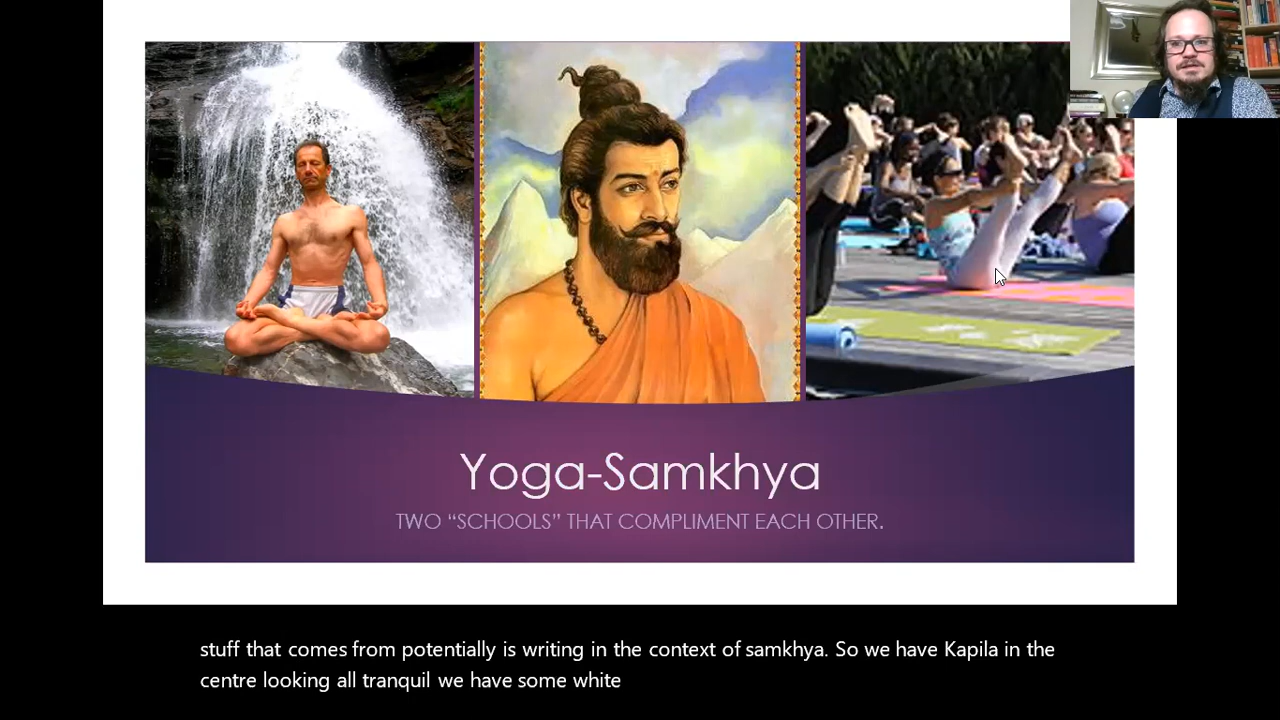 Yoga-Samkhya
TWO “SCHOOLS” THAT COMPLIMENT EACH OTHER.
stuff that comes from potentially is writing in the context of samkhya. So we have Kapila in the
centre looking all tranquil we have some white